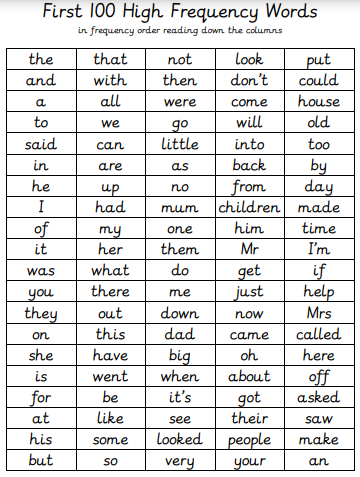 First 100 High Frequency Words
in frequency order reading down the columns
the that not look put
and with then don't could
a all were come house
to we go will old
said can little into too
in are as back by
he up no from day
I had mum children made
of my one him time
it her them Mr I'm
was what do get if
you there me just help
they out down now Mrs
on this dad came called
she have big oh here
is went when about off
for be it's got asked
at like see their saw
his some looked people make
but so very your an